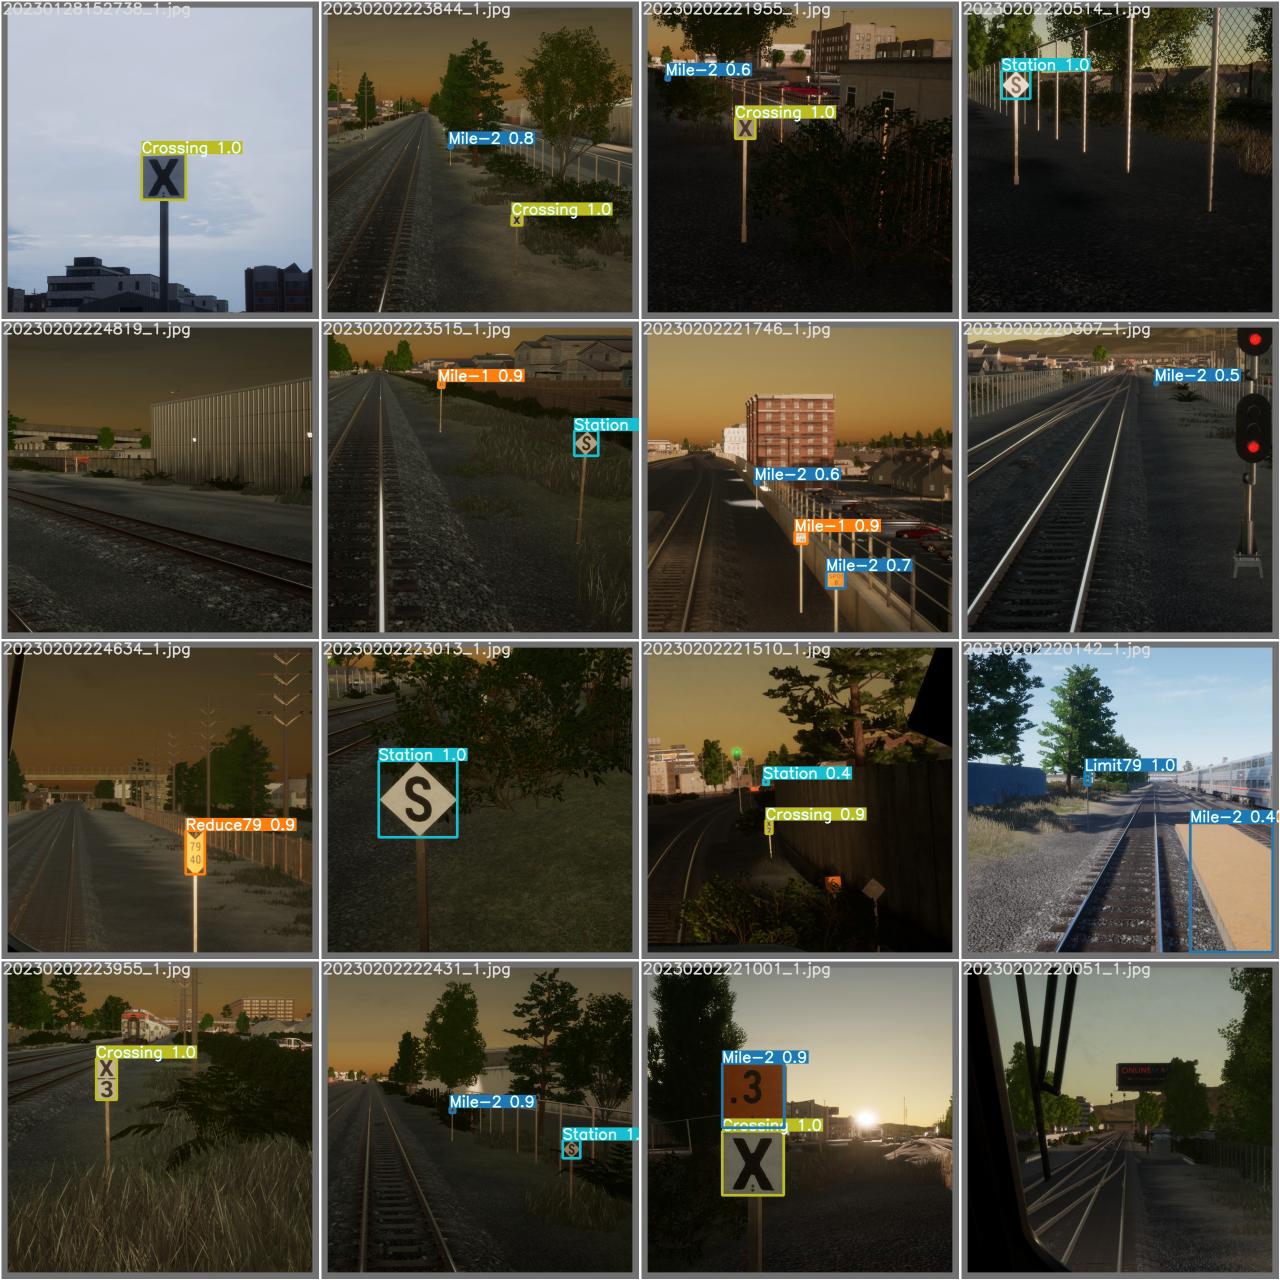 20230128152738_1.jpg
Crossing 1.0
X
20230202223844_1.jpg
Mile-2 0.8
Crossing 1.0
X
20230202221955_1.jpg
Mile-2 0.6
Crossing 1.0
X
20230202220514_1.jpg
Station 1.0
S
20230202224819_1.jpg
20230202223515_1.jpg
Mile-1 0.9
Station
S
20230202221746_1.jpg
Mile-2 0.6
Mile-1 0.9
Mile-2 0.7
20230202220307_1.jpg
Mile-2 0.5
20230202224634_1.jpg
Reduce79 0.9
79
40
20230202223013_1.jpg
Station 1.0
S
20230202221510_1.jpg
Station 0.4
Crossing 0.9
20230202220142_1.jpg
Limit79 1.0
Mile-2 0.4
20230202223955_1.jpg
Crossing 1.0
X
3
20230202222431_1.jpg
Mile-2 0.9
Station 1.
S
20230202221001_1.jpg
Mile-2 0.9
.3
Crossing 1.0
X
20230202220051_1.jpg